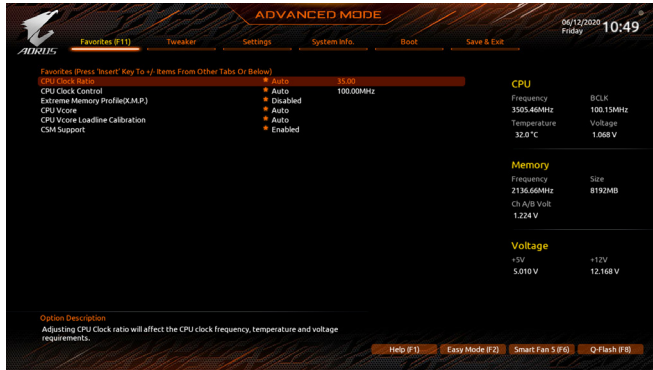 ADVANCED MODE
06/12/2020
Friday
10:49
AORUS
Favorites (F11) Tweaker Settings System Info. Boot Save & Exit
Favorites (Press 'Insert' Key To +/- Items From Other Tabs Or Below)
CPU Clock Ratio Auto 35.00
CPU Clock Control Auto 100.00MHz
Extreme Memory Profile(X.M.P.) Disabled
CPU Vcore Auto
CPU Vcore Loadline Calibration Auto
CSM Support Enabled
CPU
Frequency BCLK
3505.46MHz 100.15MHz
Temperature Voltage
32.0 °C 1.068 V
Memory
Frequency Size
2136.66MHz 8192MB
Ch A/B Volt
1.224 V
Voltage
+5V +12V
5.010 V 12.168 V
Option Description
Adjusting CPU Clock ratio will affect the CPU clock frequency, temperature and voltage
requirements.
Help (F1) Easy Mode (F2) Smart Fan 5 (F6) Q-Flash (F8)